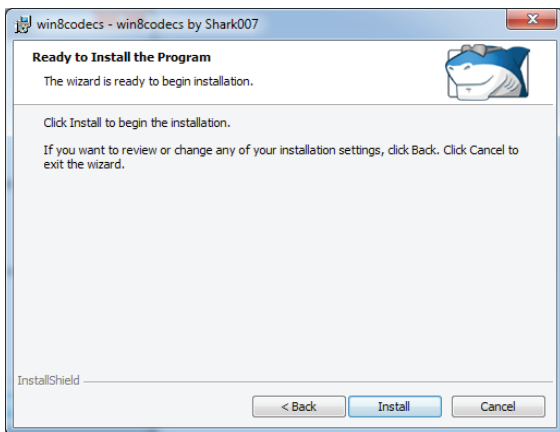 win8codecs - win8codecs by Shark007
Ready to Install the Program
The wizard is ready to begin installation.
Click Install to begin the installation.
If you want to review or change any of your installation settings, click Back. Click Cancel to
exit the wizard.
InstallShield
< Back
Install
Cancel